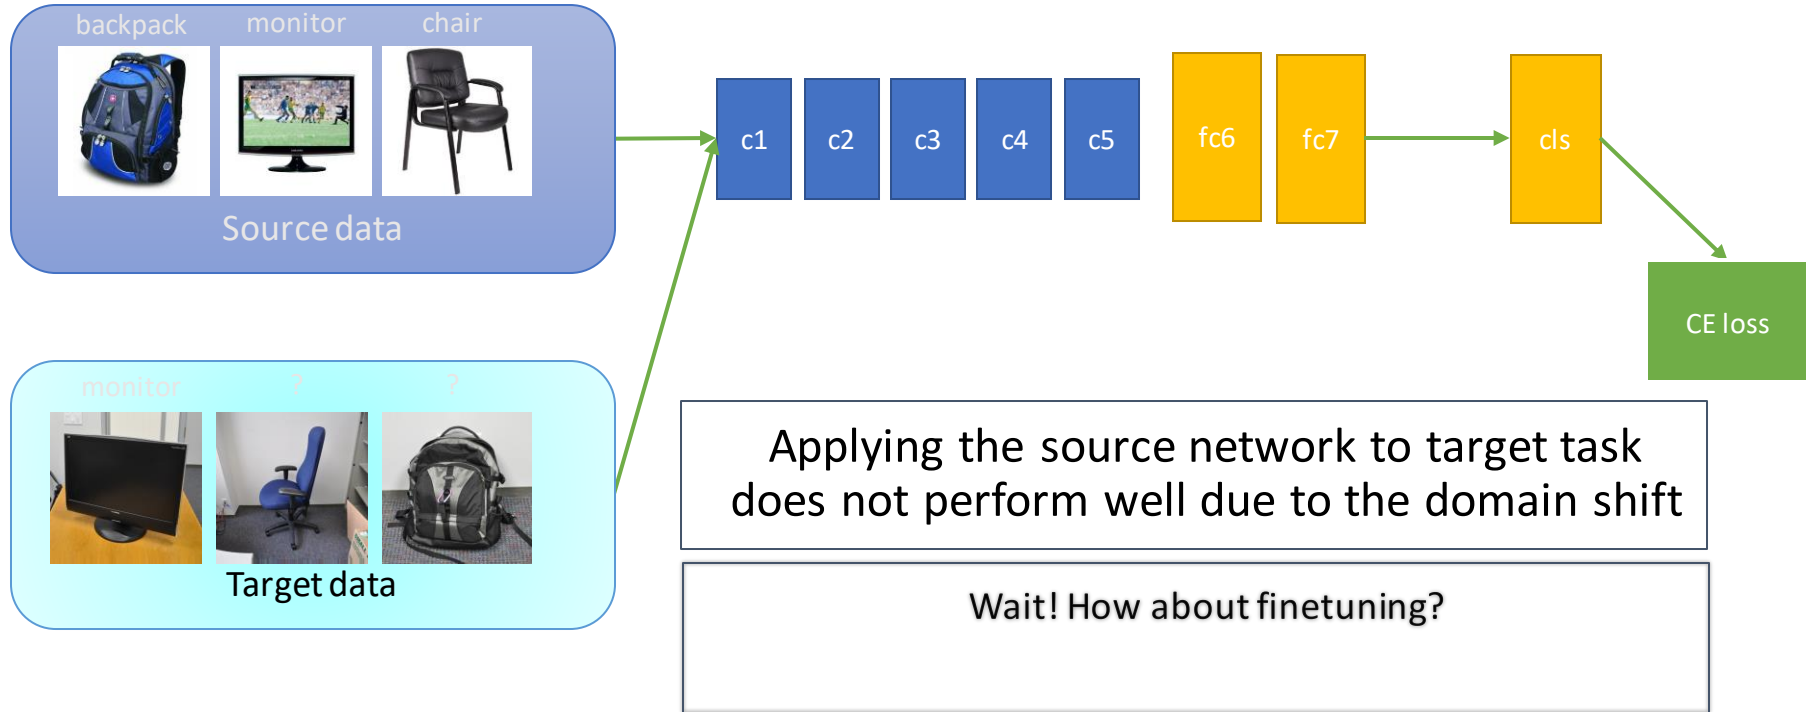 backpack monitor chair
Source data
c1 c2 c3 c4 c5 fc6 fc7 cls
CE loss
monitor ? ?
Target data
Applying the source network to target task
does not perform well due to the domain shift
Wait! How about finetuning?